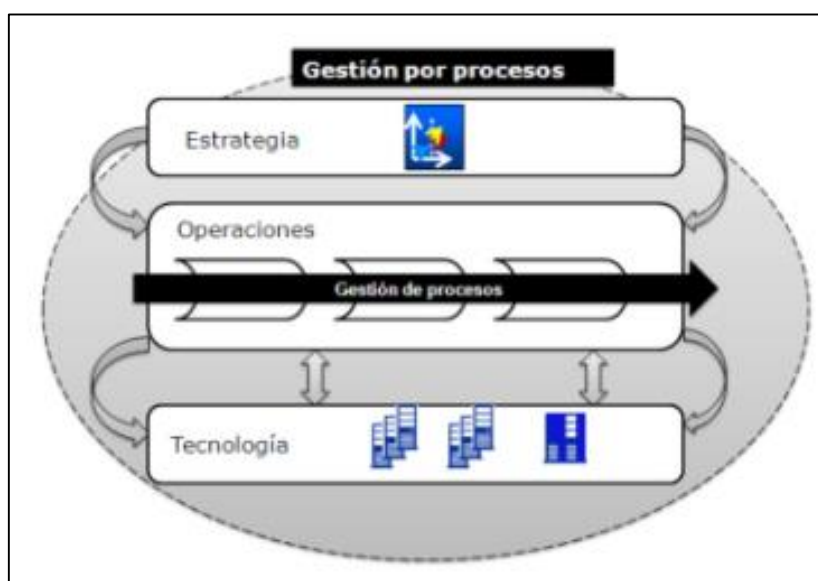 Gestión por procesos
Estrategia
Operaciones
Gestión de procesos
Tecnología